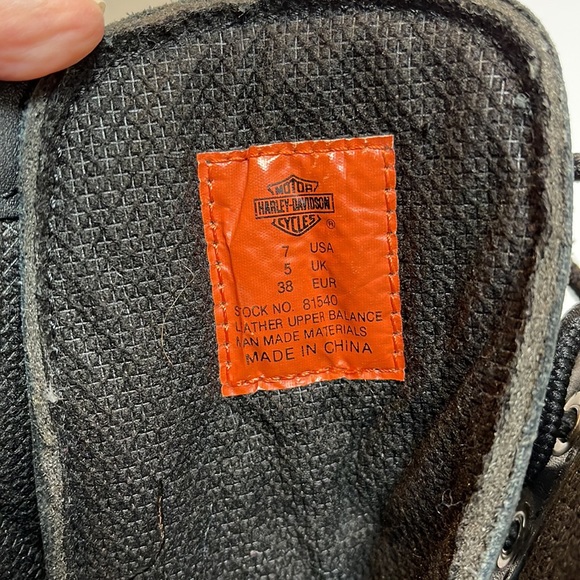 MOTOR
HARLEY-DAVIDSON
CYCLES ®
7 USA
5 UK
38 EUR
SOCK NO. 81540
LATHER UPPER BALANCE
MAN MADE MATERIALS
MADE IN CHINA